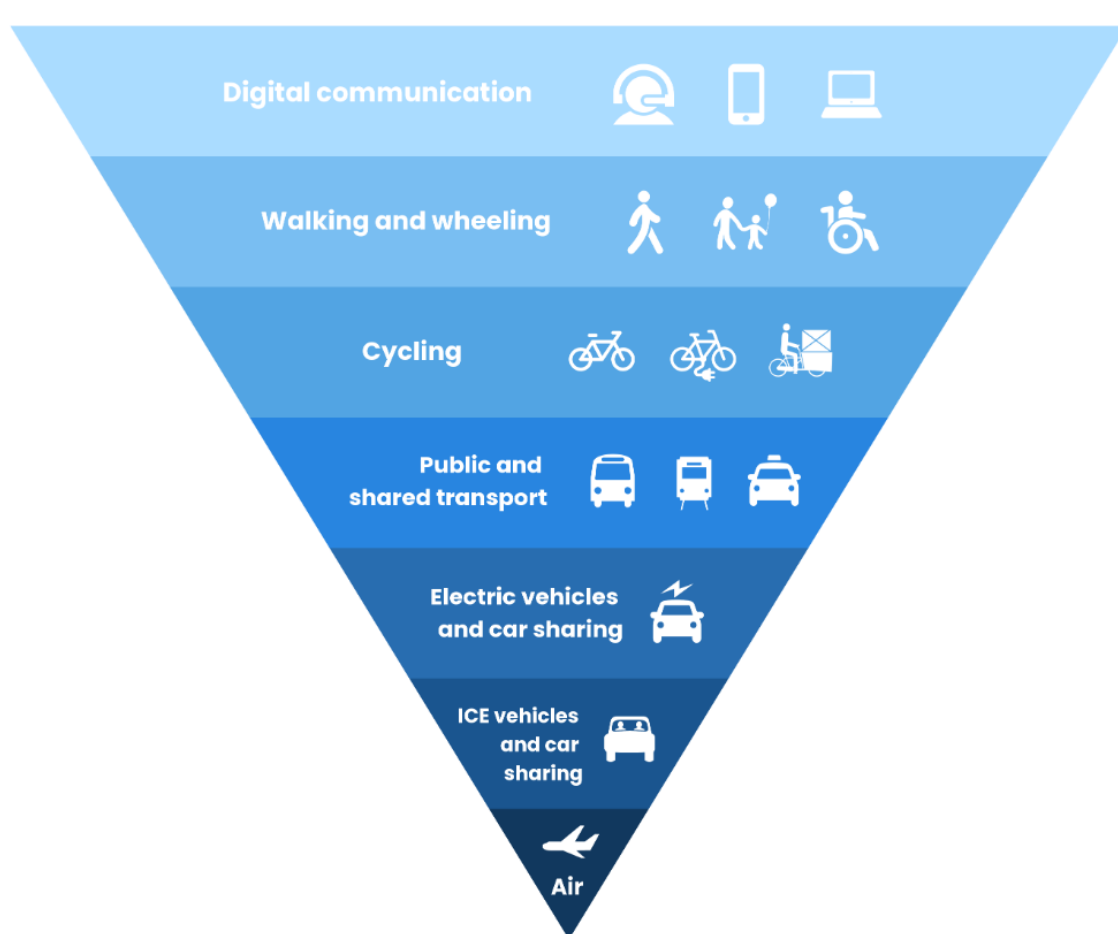 Digital communication
Walking and wheeling
Cycling
Public and
shared transport
Electric vehicles
and car sharing
ICE vehicles
and car
sharing
Air